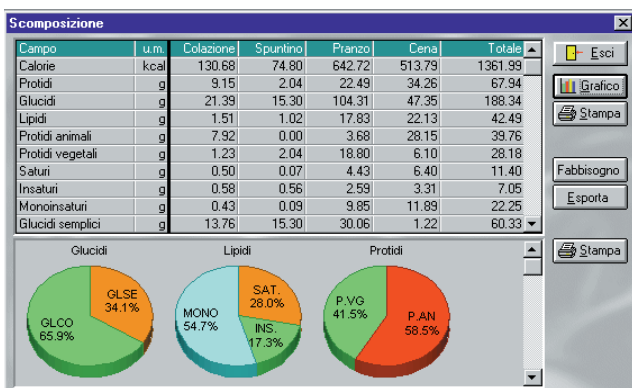 Scomposizione
Campo u.m. Colazione Spuntino Pranzo Cena Totale
Calorie kcal 130.68 74.80 642.72 513.79 1361.99
Protidi g 9.15 2.04 22.49 34.26 67.94
Glucidi g 21.39 15.30 104.31 47.35 188.34
Lipidi g 1.51 1.02 17.83 22.13 42.49
Protidi animali g 7.92 0.00 3.68 28.15 39.76
Protidi vegetali g 1.23 2.04 18.80 6.10 28.18
Saturi g 0.50 0.07 4.43 6.40 11.40
Insaturi g 0.58 0.56 2.59 3.31 7.05
Monoinsaturi g 0.43 0.09 9.85 11.89 22.25
Glucidi semplici g 13.76 15.30 30.06 1.22 60.33
Esci
Grafico
Stampa
Fabbisogno
Esporta
Stampa
Glucidi
GLSE
34.1%
GLCO
65.9%
Lipidi
SAT.
28.0%
MONO
54.7%
INS.
17.3%
Protidi
P.VG
41.5%
P.AN
58.5%